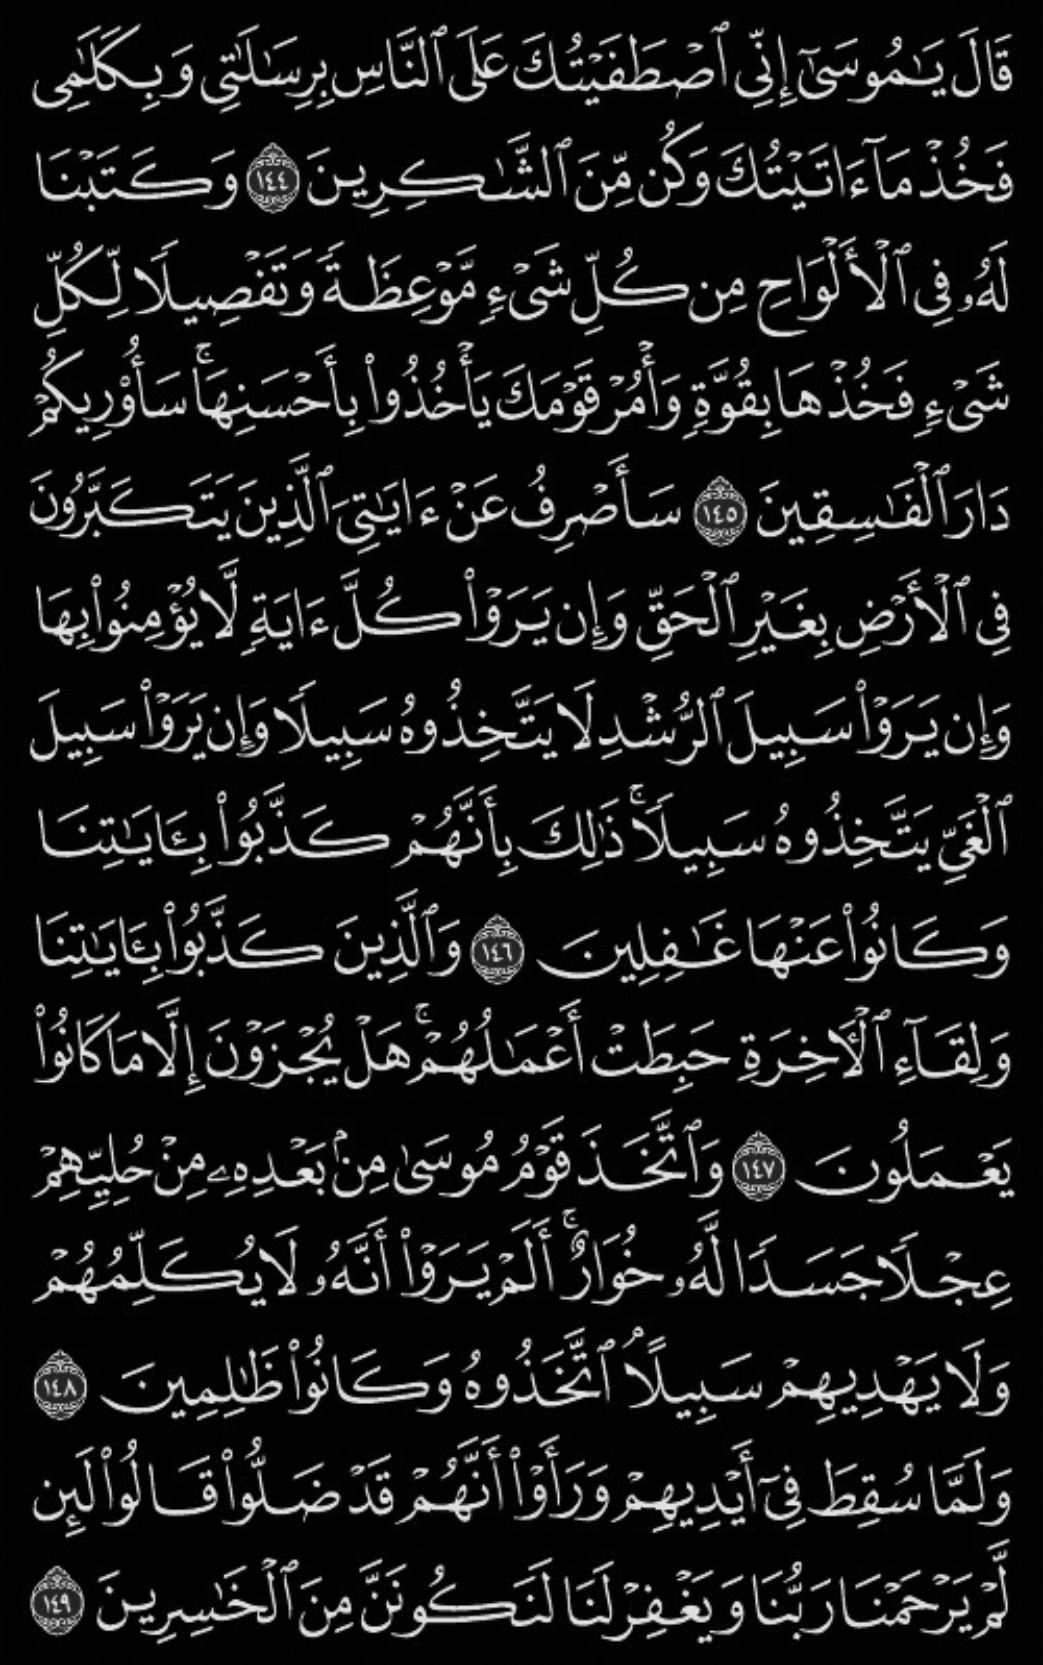 قَالَ يَـٰمُوسَىٰٓ إِنِّى ٱصْطَفَيْتُكَ عَلَى ٱلنَّاسِ بِرِسَـٰلَـٰتِى وَبِكَلَـٰمِى
فَخُذْ مَآ ءَاتَيْتُكَ وَكُن مِّنَ ٱلشَّـٰكِرِينَ ١٤٤ وَكَتَبْنَا
لَهُۥ فِى ٱلْأَلْوَاحِ مِن كُلِّ شَىْءٍ مَّوْعِظَةً وَتَفْصِيلًا لِّكُلِّ
شَىْءٍ فَخُذْهَا بِقُوَّةٍ وَأْمُرْ قَوْمَكَ يَأْخُذُوا۟ بِأَحْسَنِهَا ۚ سَأُو۟رِيكُمْ
دَارَ ٱلْفَـٰسِقِينَ ١٤٥ سَأَصْرِفُ عَنْ ءَايَـٰتِىَ ٱلَّذِينَ يَتَكَبَّرُونَ
فِى ٱلْأَرْضِ بِغَيْرِ ٱلْحَقِّ وَإِن يَرَوْا۟ كُلَّ ءَايَةٍ لَّا يُؤْمِنُوا۟ بِهَا
وَإِن يَرَوْا۟ سَبِيلَ ٱلرُّشْدِ لَا يَتَّخِذُوهُ سَبِيلًا وَإِن يَرَوْا۟ سَبِيلَ
ٱلْغَىِّ يَتَّخِذُوهُ سَبِيلًا ۚ ذَٰلِكَ بِأَنَّهُمْ كَذَّبُوا۟ بِـَٔايَـٰتِنَا
وَكَانُوا۟ عَنْهَا غَـٰفِلِينَ ١٤٦ وَٱلَّذِينَ كَذَّبُوا۟ بِـَٔايَـٰتِنَا
وَلِقَآءِ ٱلْـَٔاخِرَةِ حَبِطَتْ أَعْمَـٰلُهُمْ ۚ هَلْ يُجْزَوْنَ إِلَّا مَا كَانُوا۟
يَعْمَلُونَ ١٤٧ وَٱتَّخَذَ قَوْمُ مُوسَىٰ مِنۢ بَعْدِهِۦ مِنْ حُلِيِّهِمْ
عِجْلًا جَسَدًا لَّهُۥ خُوَارٌ ۚ أَلَمْ يَرَوْا۟ أَنَّهُۥ لَا يُكَلِّمُهُمْ
وَلَا يَهْدِيهِمْ سَبِيلًا ۘ ٱتَّخَذُوهُ وَكَانُوا۟ ظَـٰلِمِينَ ١٤٨
وَلَمَّا سُقِطَ فِىٓ أَيْدِيهِمْ وَرَأَوْا۟ أَنَّهُمْ قَدْ ضَلُّوا۟ قَالُوا۟ لَئِن
لَّمْ يَرْحَمْنَا رَبُّنَا وَيَغْفِرْ لَنَا لَنَكُونَنَّ مِنَ ٱلْخَـٰسِرِينَ ١٤٩